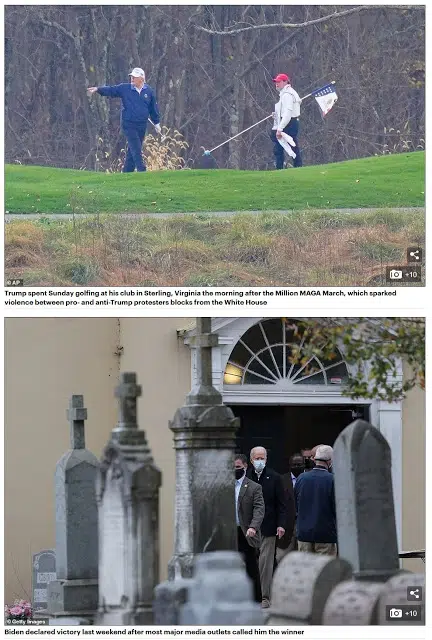 AP
+10
Trump spent Sunday golfing at his club in Sterling, Virginia the morning after the Million MAGA March, which sparked
violence between pro- and anti-Trump protesters blocks from the White House
© Getty Images
+10
Biden declared victory last weekend after most major media outlets called him the winner